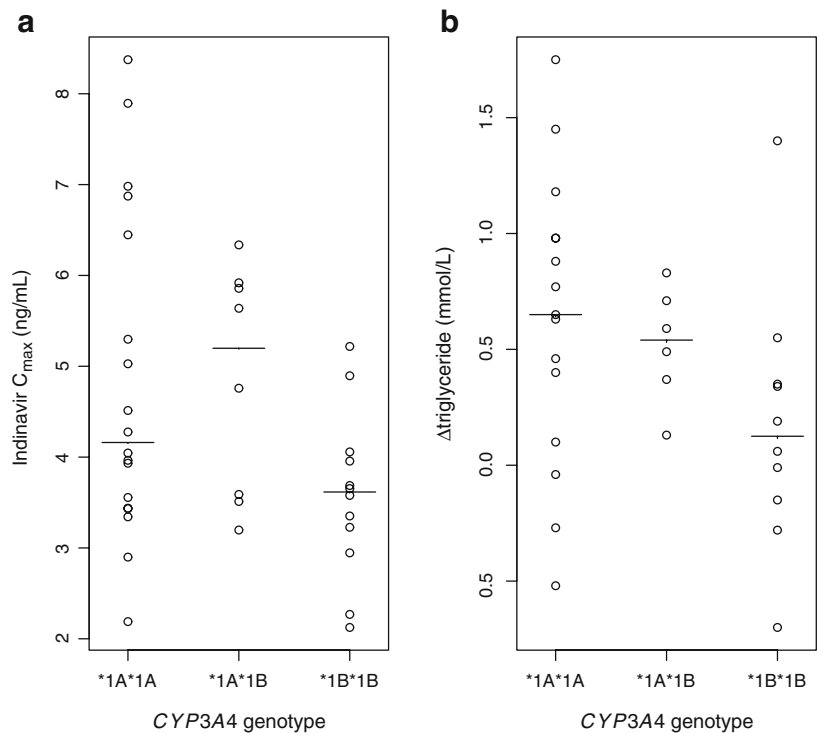 a
8
7
6
5
4
3
2
Indinavir Cmax (ng/mL)
*1A*1A *1A*1B *1B*1B
CYP3A4 genotype
b
1.5
1.0
0.5
0.0
0.5
Δtriglyceride (mmol/L)
*1A*1A *1A*1B *1B*1B
CYP3A4 genotype